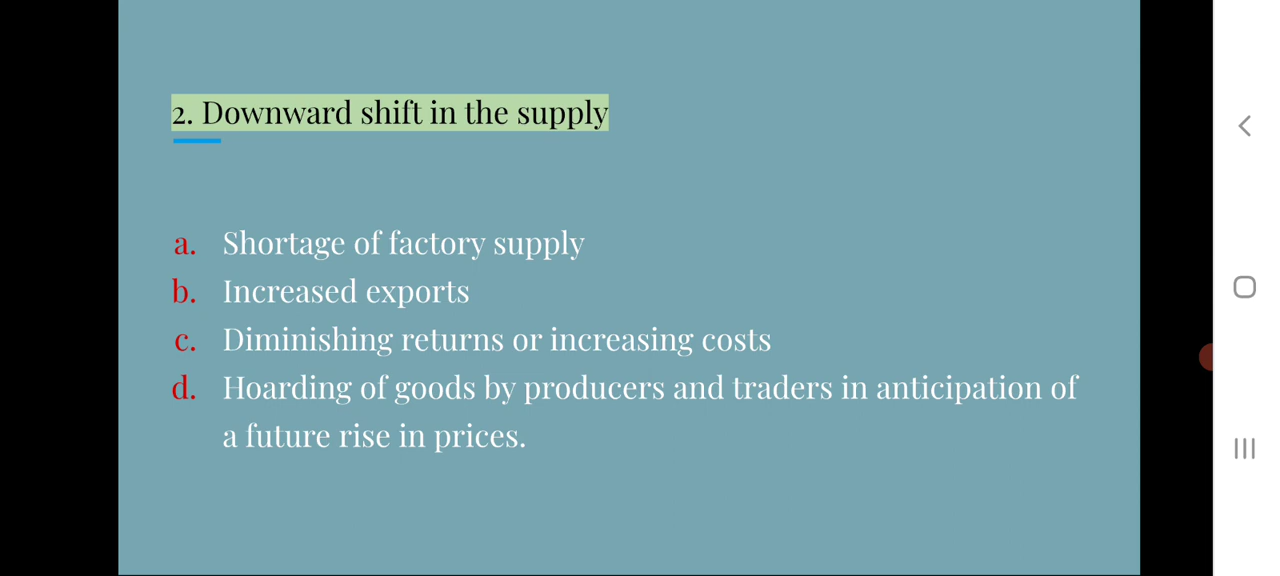 2. Downward shift in the supply
a. Shortage of factory supply
b. Increased exports
c. Diminishing returns or increasing costs
d. Hoarding of goods by producers and traders in anticipation of
a future rise in prices.